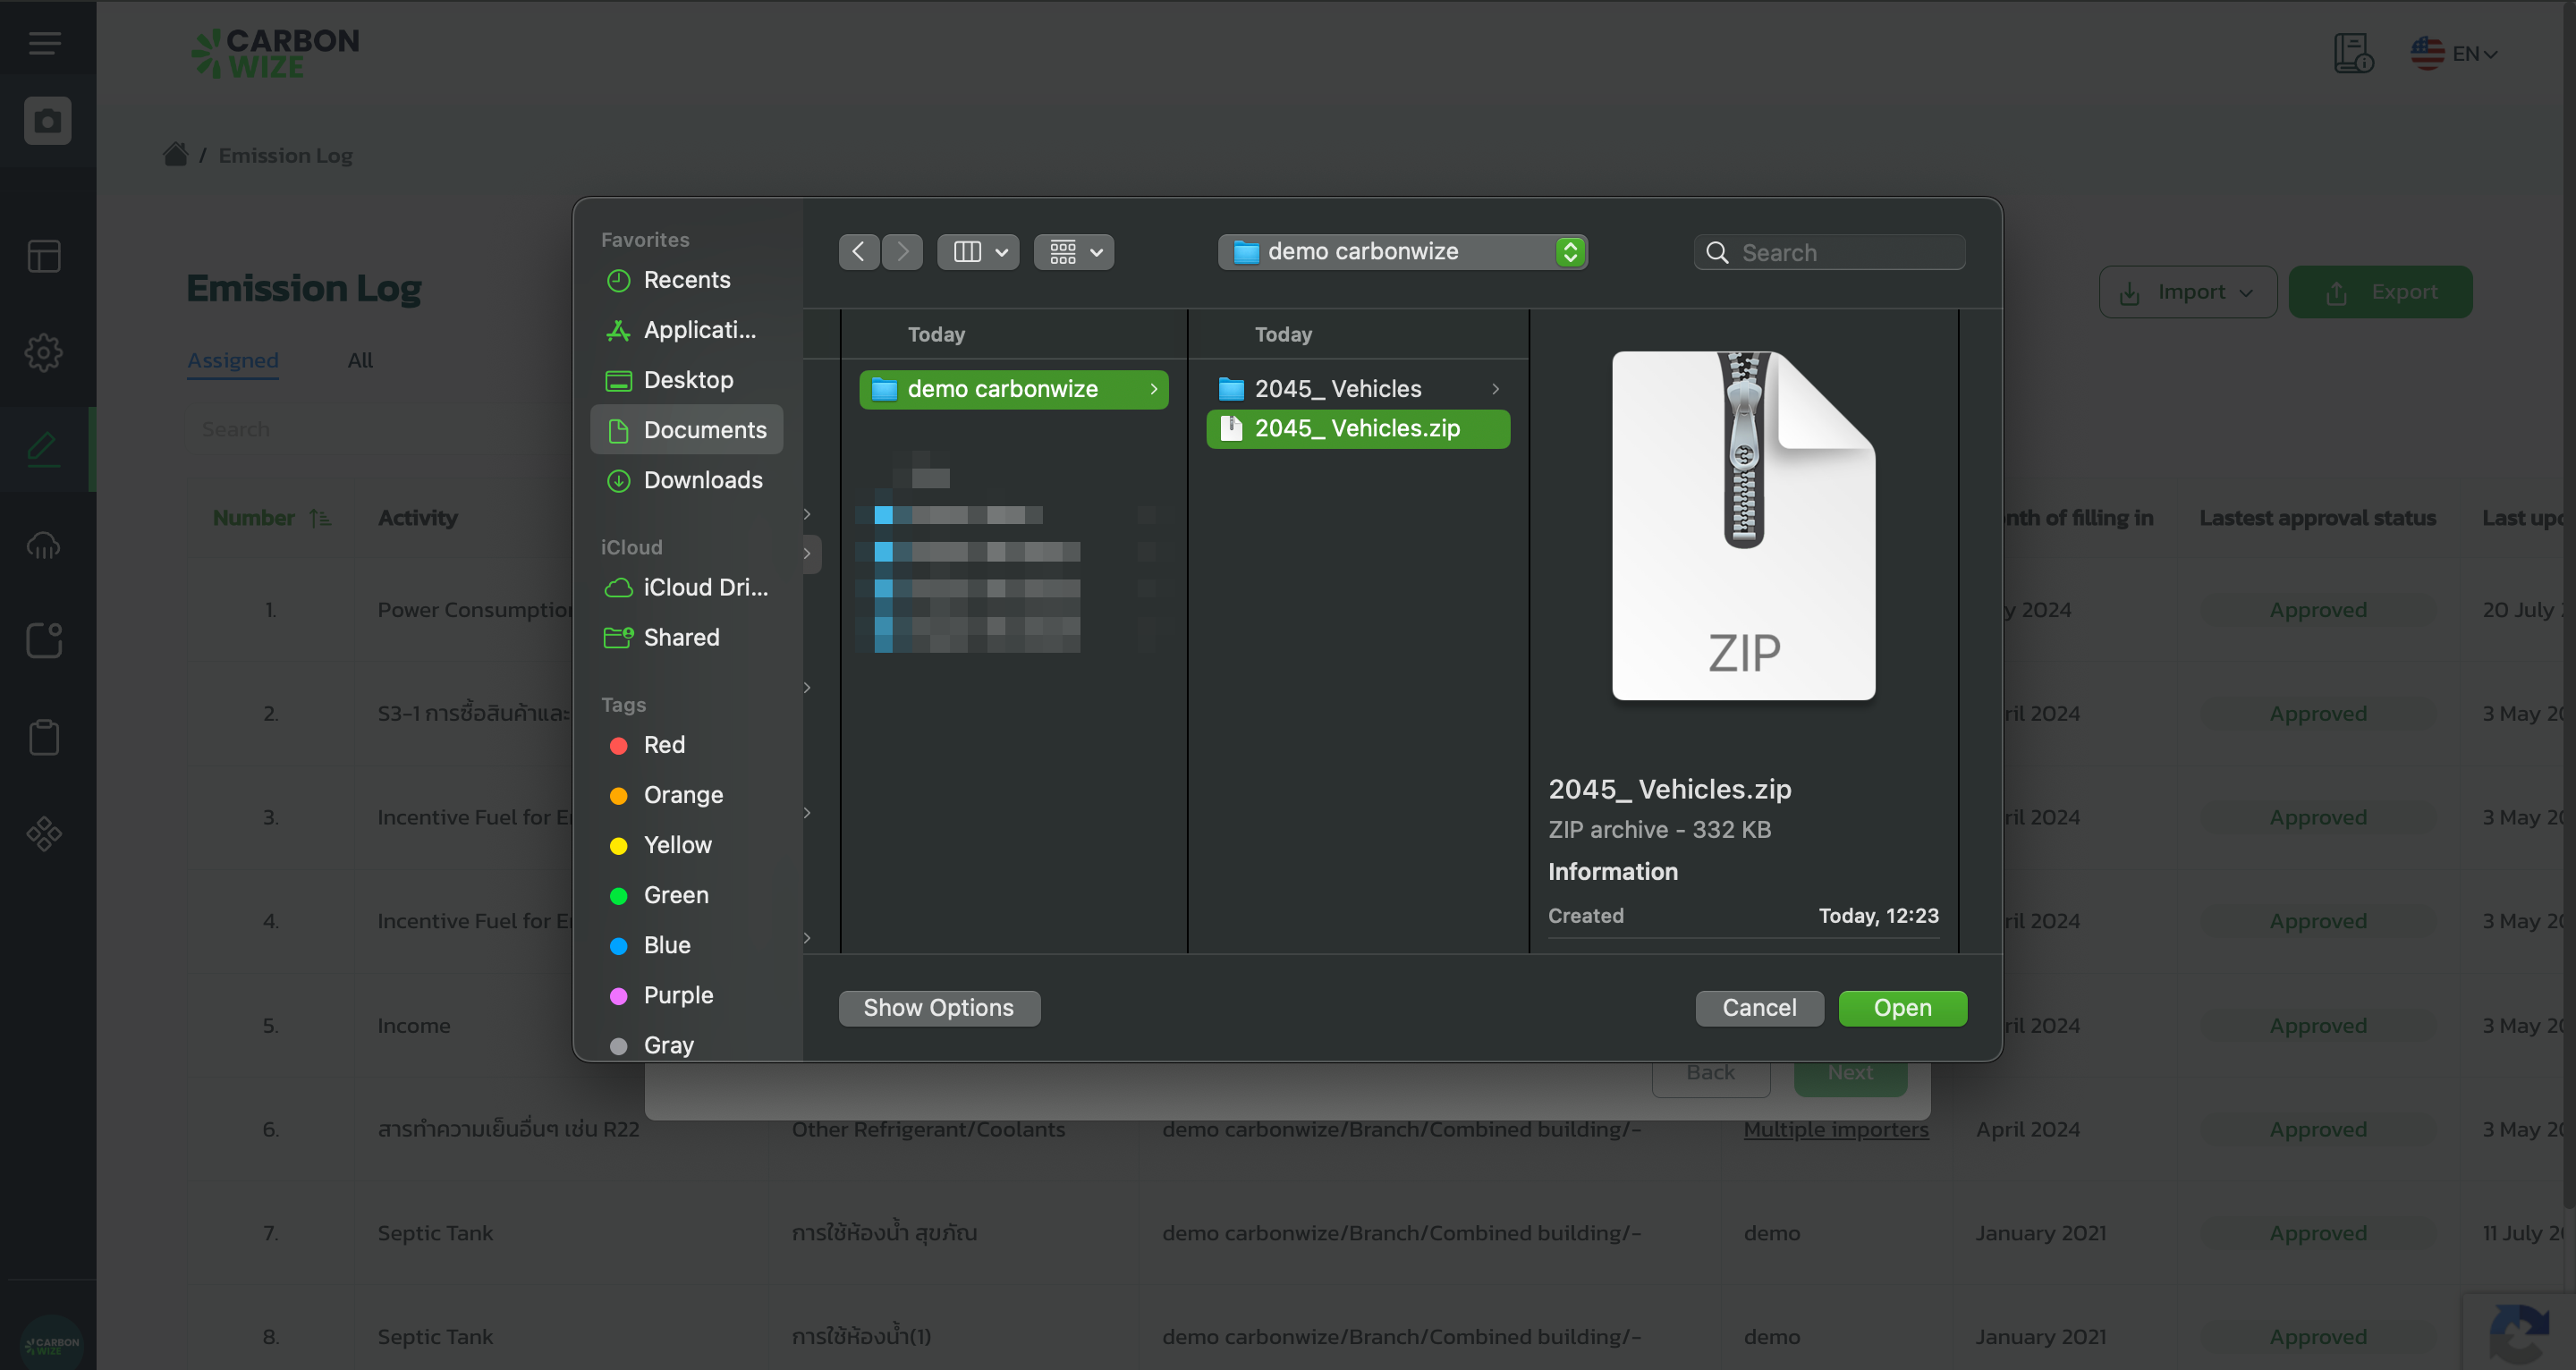 CARBON
WIZE
EN
/ Emission Log
Emission Log
Import
Export
Assigned
All
Search
Number
Activity
nth of filling in
Lastest approval status
Last upd
1.
Power Consumption
y 2024
Approved
20 July
2.
S3-1 การซื้อสินค้าและ
ril 2024
Approved
3 May 20
3.
Incentive Fuel for E
ril 2024
Approved
3 May 20
4.
Incentive Fuel for E
ril 2024
Approved
3 May 20
5.
Income
ril 2024
Approved
3 May 20
6.
สารทำความเย็นอื่นๆ เช่น R22
Other Refrigerant/Coolants
demo carbonwize/Branch/Combined building/-
Multiple importers
April 2024
Approved
3 May 20
7.
Septic Tank
การใช้ห้องน้ำ สุขภัณ
demo carbonwize/Branch/Combined building/-
demo
January 2021
Approved
11 July 20
8.
Septic Tank
การใช้ห้องน้ำ(1)
demo carbonwize/Branch/Combined building/-
demo
January 2021
Approved
Back
Next
CARBON
WIZE
Favorites
Recents
Applicati...
Desktop
Documents
Downloads
iCloud
iCloud Dri...
Shared
Tags
Red
Orange
Yellow
Green
Blue
Purple
Gray
demo carbonwize
Search
Today
demo carbonwize
Today
2045_ Vehicles
2045_ Vehicles.zip
ZIP
2045_ Vehicles.zip
ZIP archive - 332 KB
Information
Created
Today, 12:23
Show Options
Cancel
Open